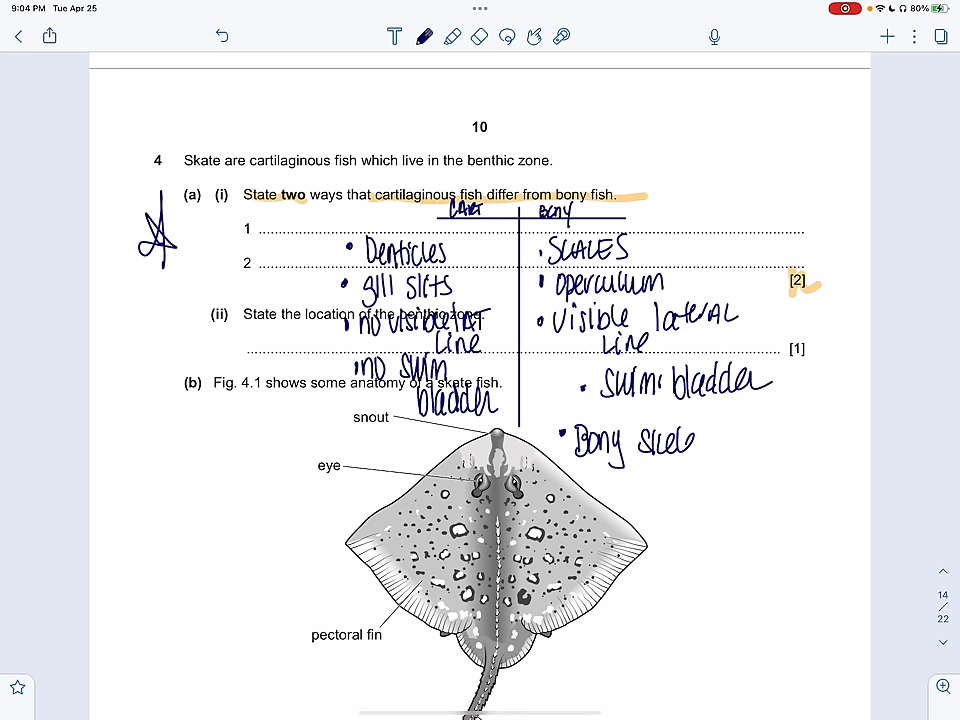 9:04 PM Tue Apr 25
80%
10
4 Skate are cartilaginous fish which live in the benthic zone.
(a) (i) State two ways that cartilaginous fish differ from bony fish.
CART BONY
1
• Denticles • SCALES
2
• gill slits • operculum [2]
(ii) State the location of the benthic zone.
• no visible LAT • visible lateral
line line
[1]
• no swim
(b) Fig. 4.1 shows some anatomy of a skate fish.
bladder • swim bladder
snout
• Bony skele
eye
pectoral fin
14
/
22